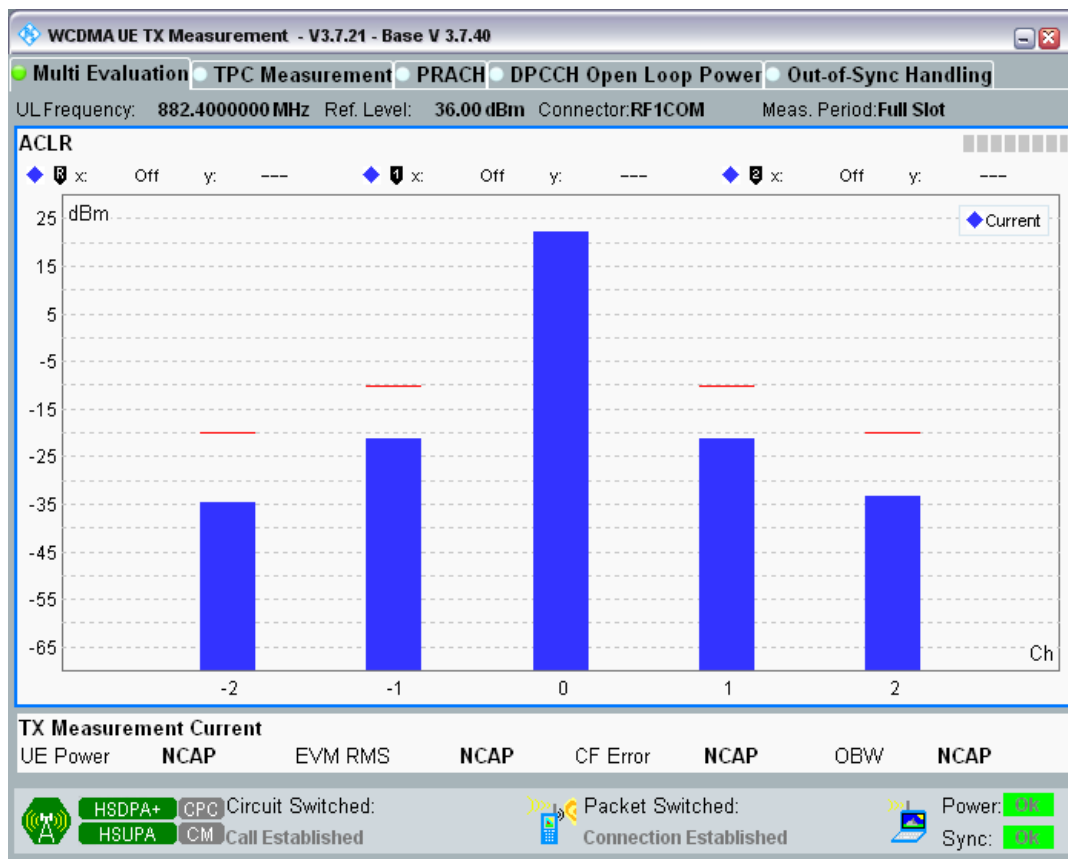 WCDMA UE TX Measurement - V3.7.21 - Base V 3.7.40
Multi Evaluation TPC Measurement PRACH DPCCH Open Loop Power Out-of-Sync Handling
UL Frequency: 882.4000000 MHz Ref. Level: 36.00 dBm Connector:RF1COM Meas. Period:Full Slot
ACLR
R x: Off y: --- 1 x: Off y: --- 2 x: Off y: ---
dBm
Current
25
15
5
-5
-15
-25
-35
-45
-55
-65
Ch
-2 -1 0 1 2
TX Measurement Current
UE Power NCAP EVM RMS NCAP CF Error NCAP OBW NCAP
HSDPA+ CPC Circuit Switched: Packet Switched: Power: OK
HSUPA CM Call Established Connection Established Sync: OK